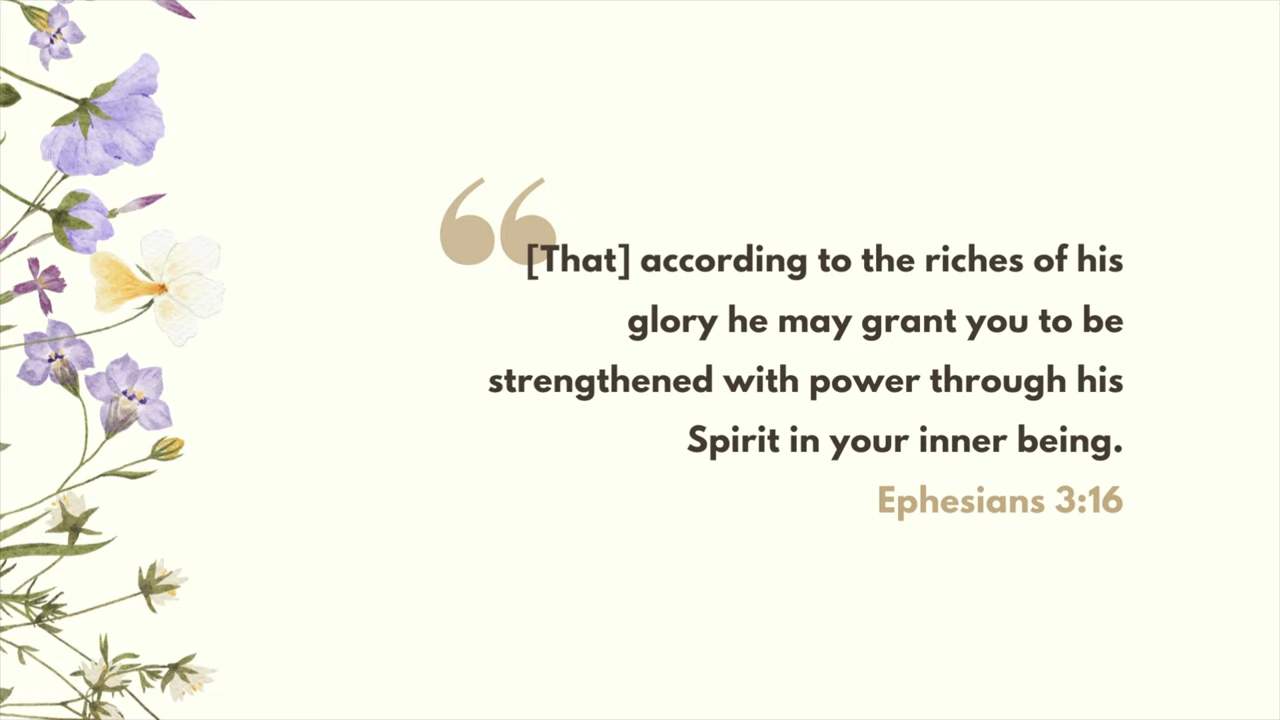 [That] according to the riches of his
glory he may grant you to be
strengthened with power through his
Spirit in your inner being.
Ephesians 3:16